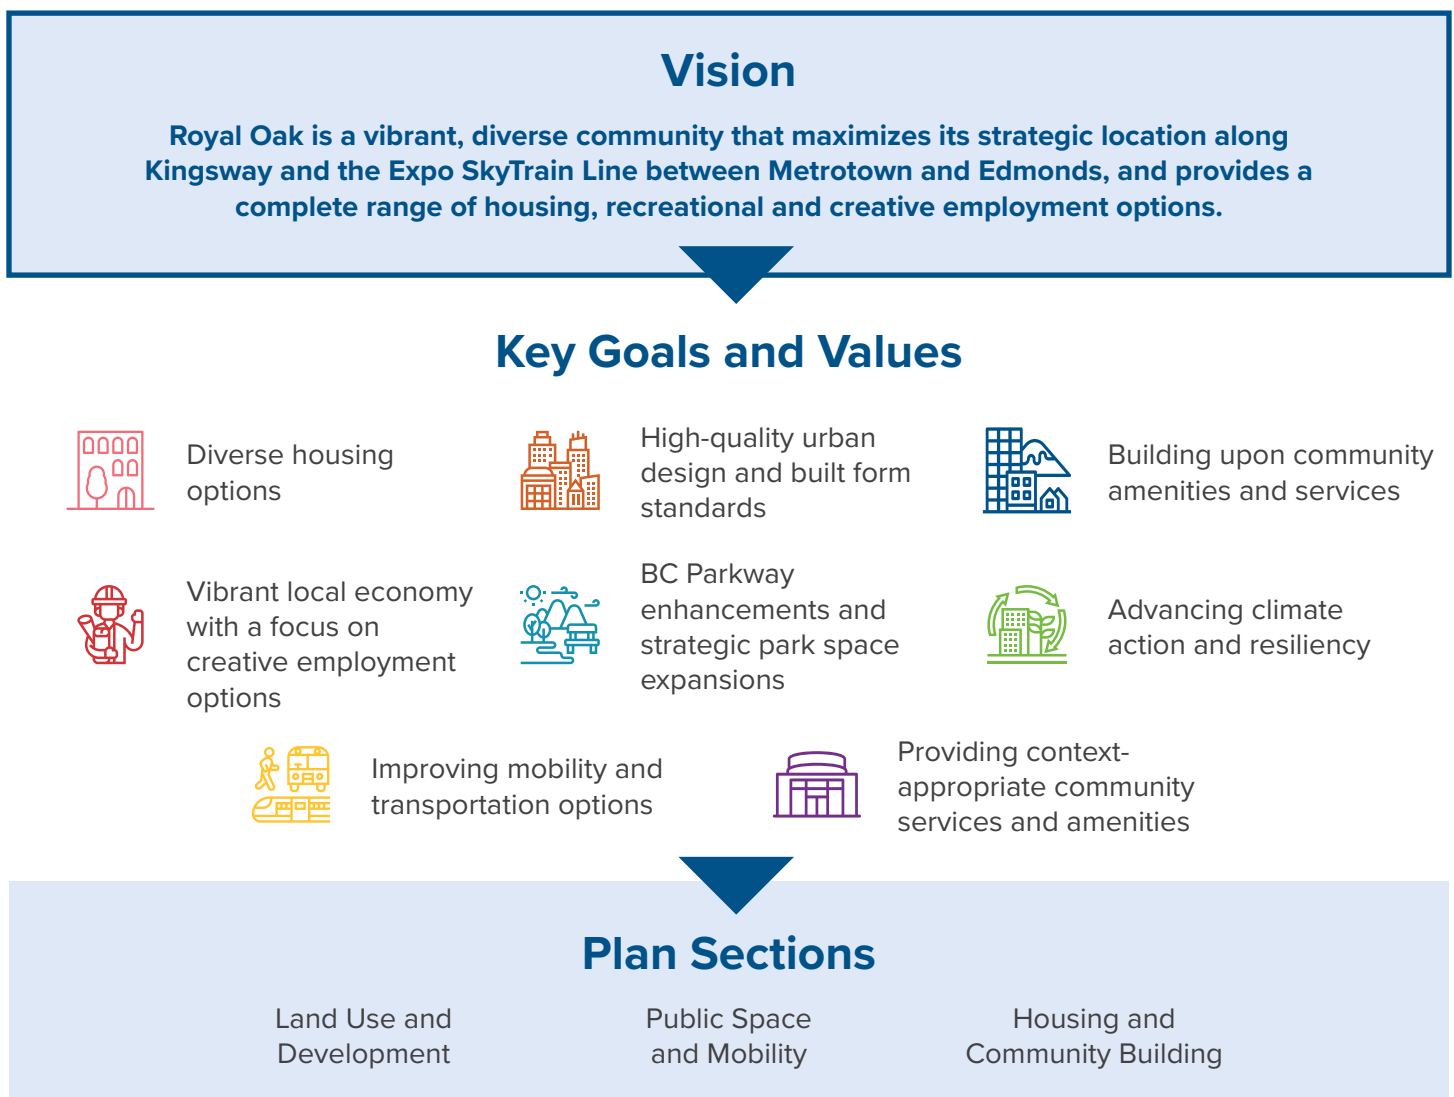 Vision
Royal Oak is a vibrant, diverse community that maximizes its strategic location along
Kingsway and the Expo SkyTrain Line between Metrotown and Edmonds, and provides a
complete range of housing, recreational and creative employment options.
Key Goals and Values
Diverse housing
options
High-quality urban
design and built form
standards
Building upon community
amenities and services
Vibrant local economy
with a focus on
creative employment
options
BC Parkway
enhancements and
strategic park space
expansions
Advancing climate
action and resiliency
Improving mobility and
transportation options
Providing context-
appropriate community
services and amenities
Plan Sections
Land Use and
Development
Public Space
and Mobility
Housing and
Community Building